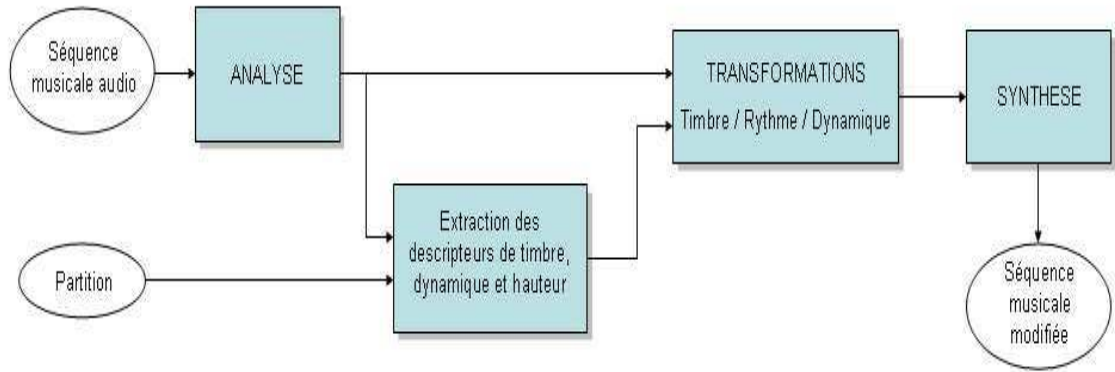 Séquence
musicale audio
ANALYSE
TRANSFORMATIONS
Timbre / Rythme / Dynamique
SYNTHESE
Extraction des
descripteurs de timbre,
dynamique et hauteur
Partition
Séquence
musicale
modifiée